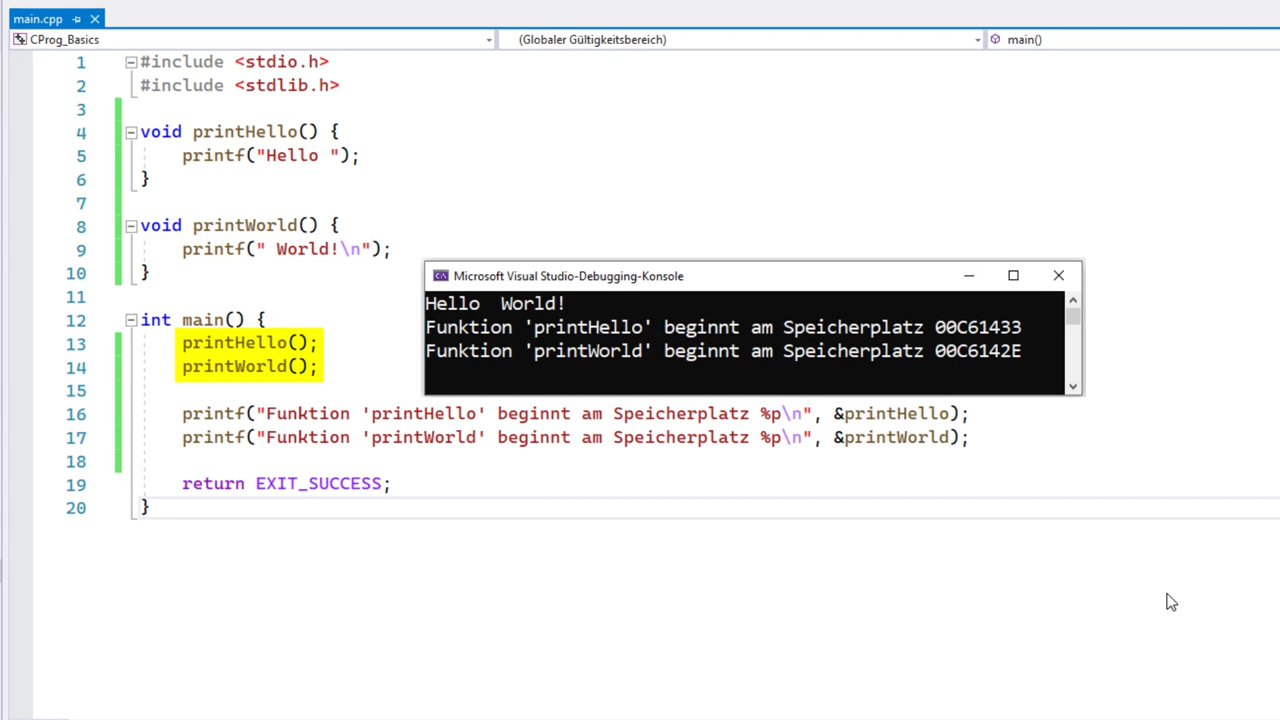 main.cpp
CProg_Basics (Globaler Gültigkeitsbereich) main()
1 #include <stdio.h>
2 #include <stdlib.h>
3
4 void printHello() {
5 printf("Hello ");
6 }
7
8 void printWorld() {
9 printf(" World!\n");
10 }
11
12 int main() {
13 printHello();
14 printWorld();
15
16 printf("Funktion 'printHello' beginnt am Speicherplatz %p\n", &printHello);
17 printf("Funktion 'printWorld' beginnt am Speicherplatz %p\n", &printWorld);
18
19 return EXIT_SUCCESS;
20 }
Microsoft Visual Studio-Debugging-Konsole
Hello  World!
Funktion 'printHello' beginnt am Speicherplatz 00C61433
Funktion 'printWorld' beginnt am Speicherplatz 00C6142E